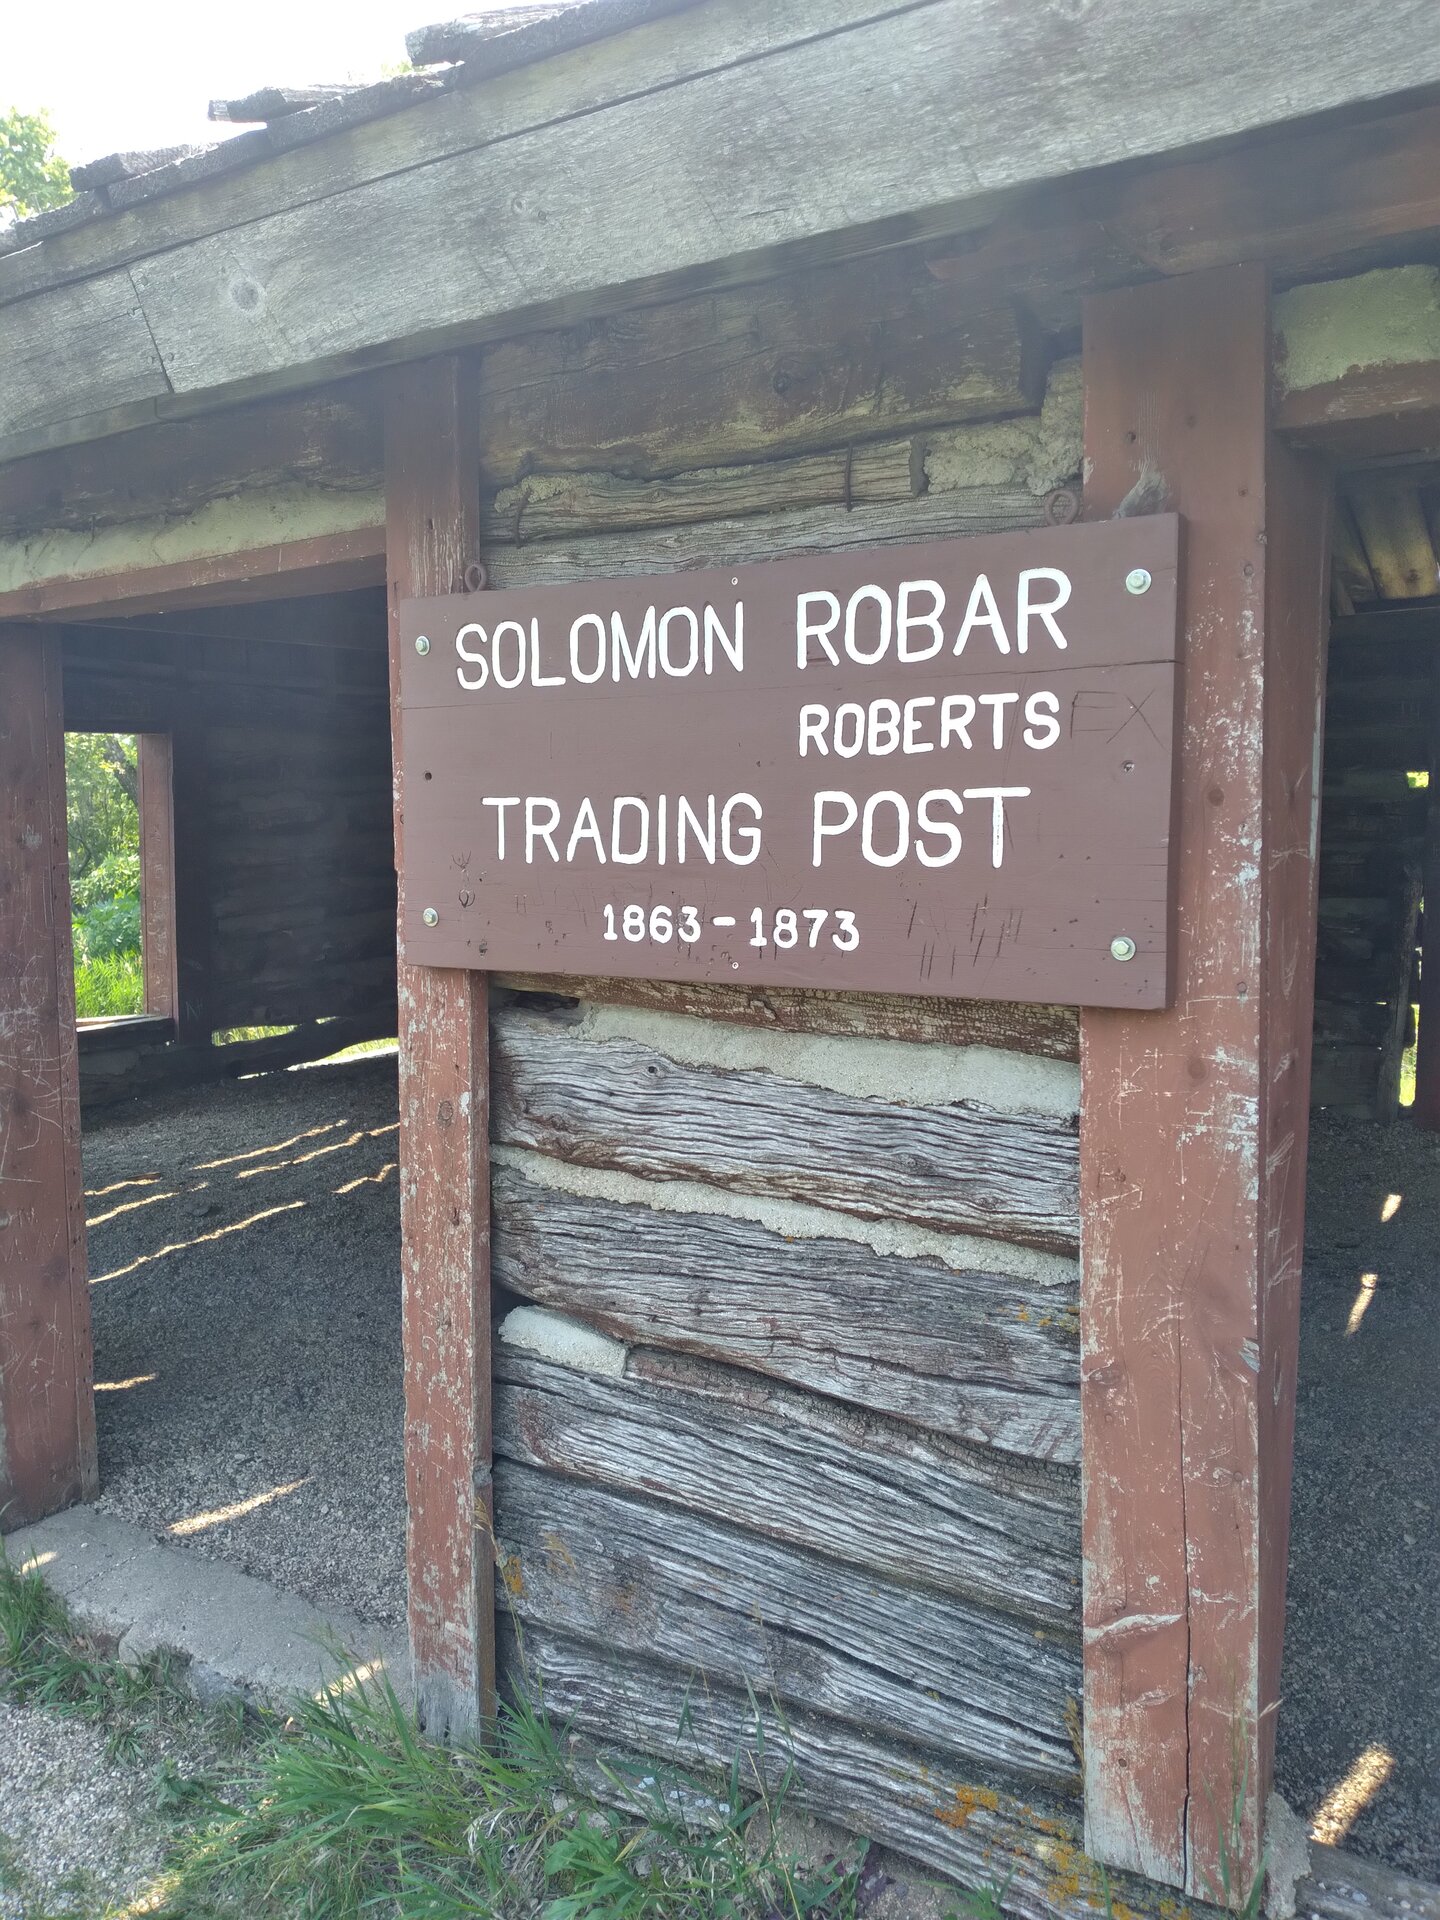 SOLOMON ROBAR
ROBERTS
TRADING POST
1863-1873